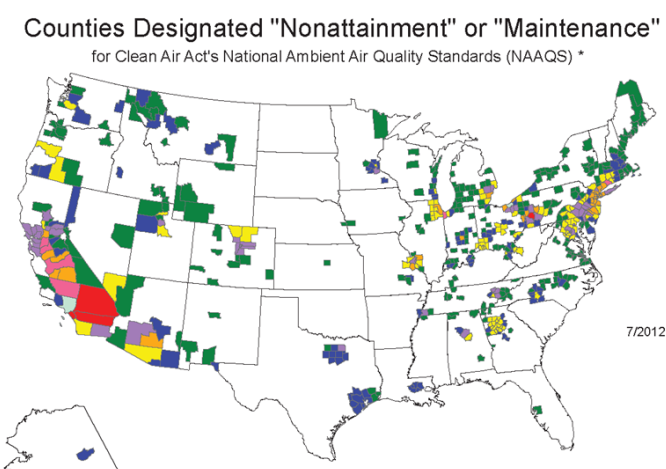 Counties Designated "Nonattainment" or "Maintenance"
for Clean Air Act's National Ambient Air Quality Standards (NAAQS) *
7/2012